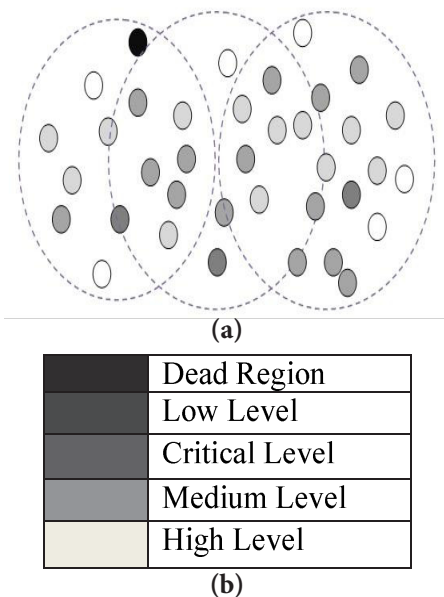 (a)
Dead Region
Low Level
Critical Level
Medium Level
High Level
(b)